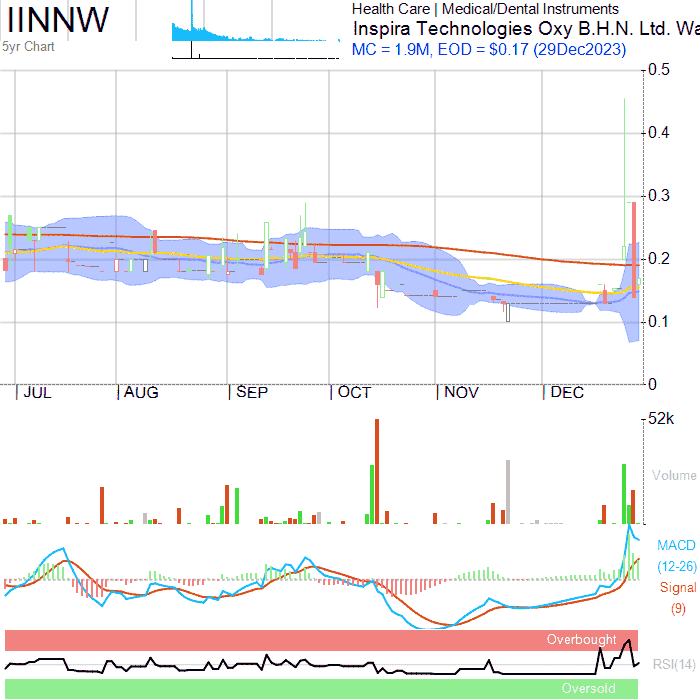 IINNW
5yr Chart
Health Care | Medical/Dental Instruments
Inspira Technologies Oxy B.H.N. Ltd. Wa
MC = 1.9M, EOD = $0.17 (29Dec2023)
0.5
0.4
0.3
0.2
0.1
0
JUL AUG SEP OCT NOV DEC
52k
Volume
MACD
(12-26)
Signal
(9)
Overbought
RSI(14)
Oversold